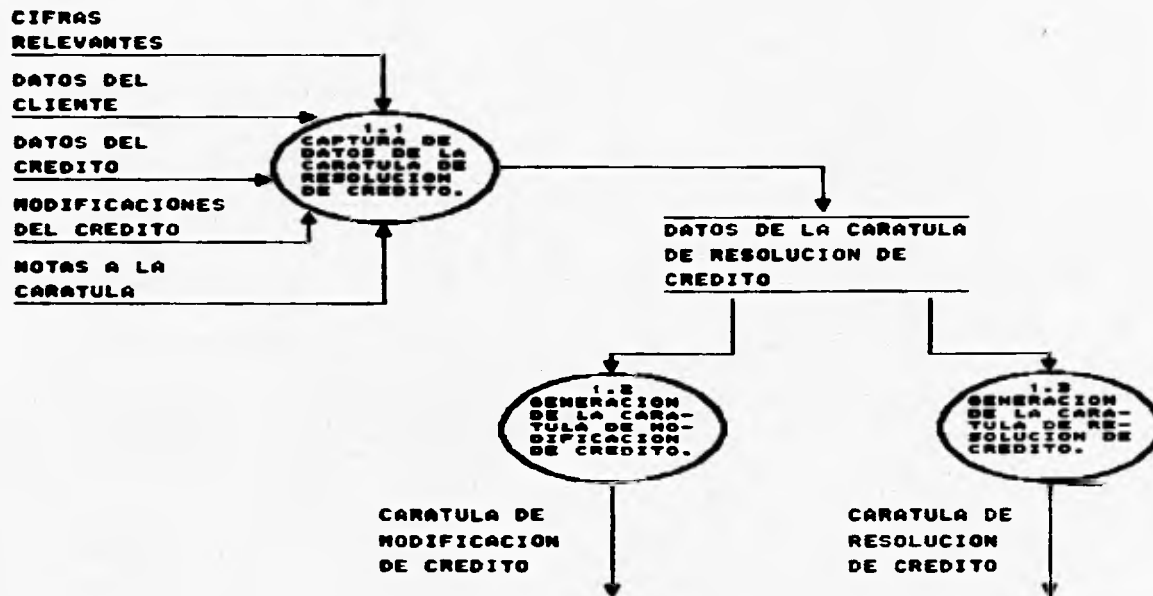 CIFRAS
RELEVANTES
DATOS DEL
CLIENTE
DATOS DEL
CREDITO
MODIFICACIONES
DEL CREDITO
NOTAS A LA
CARATULA
1.1
CAPTURA DE
DATOS DE LA
CARATULA DE
RESOLUCION
DE CREDITO.
DATOS DE LA CARATULA
DE RESOLUCION DE
CREDITO
1.2
GENERACION
DE LA CARA-
TULA DE MO-
DIFICACION
DE CREDITO.
1.3
GENERACION
DE LA CARA-
TULA DE RE-
SOLUCION DE
CREDITO.
CARATULA DE
MODIFICACION
DE CREDITO
CARATULA DE
RESOLUCION
DE CREDITO